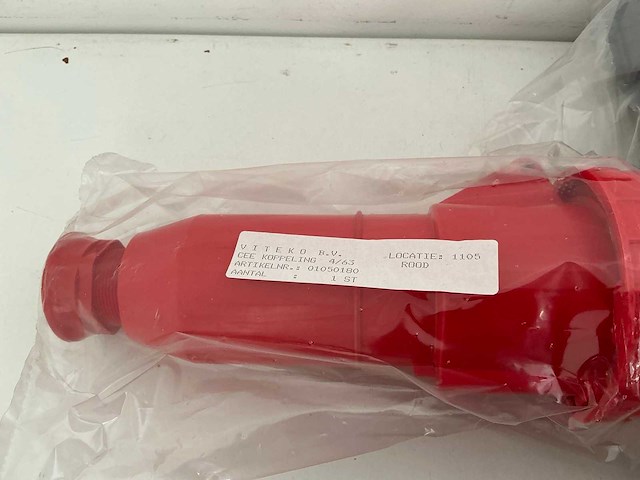 V I T E K O  B.V.  .LOCATIE: 1105
CEE KOPPELING  4/63  ROOD
ARTIKELNR.: 01050180
AANTAL  :  1 ST